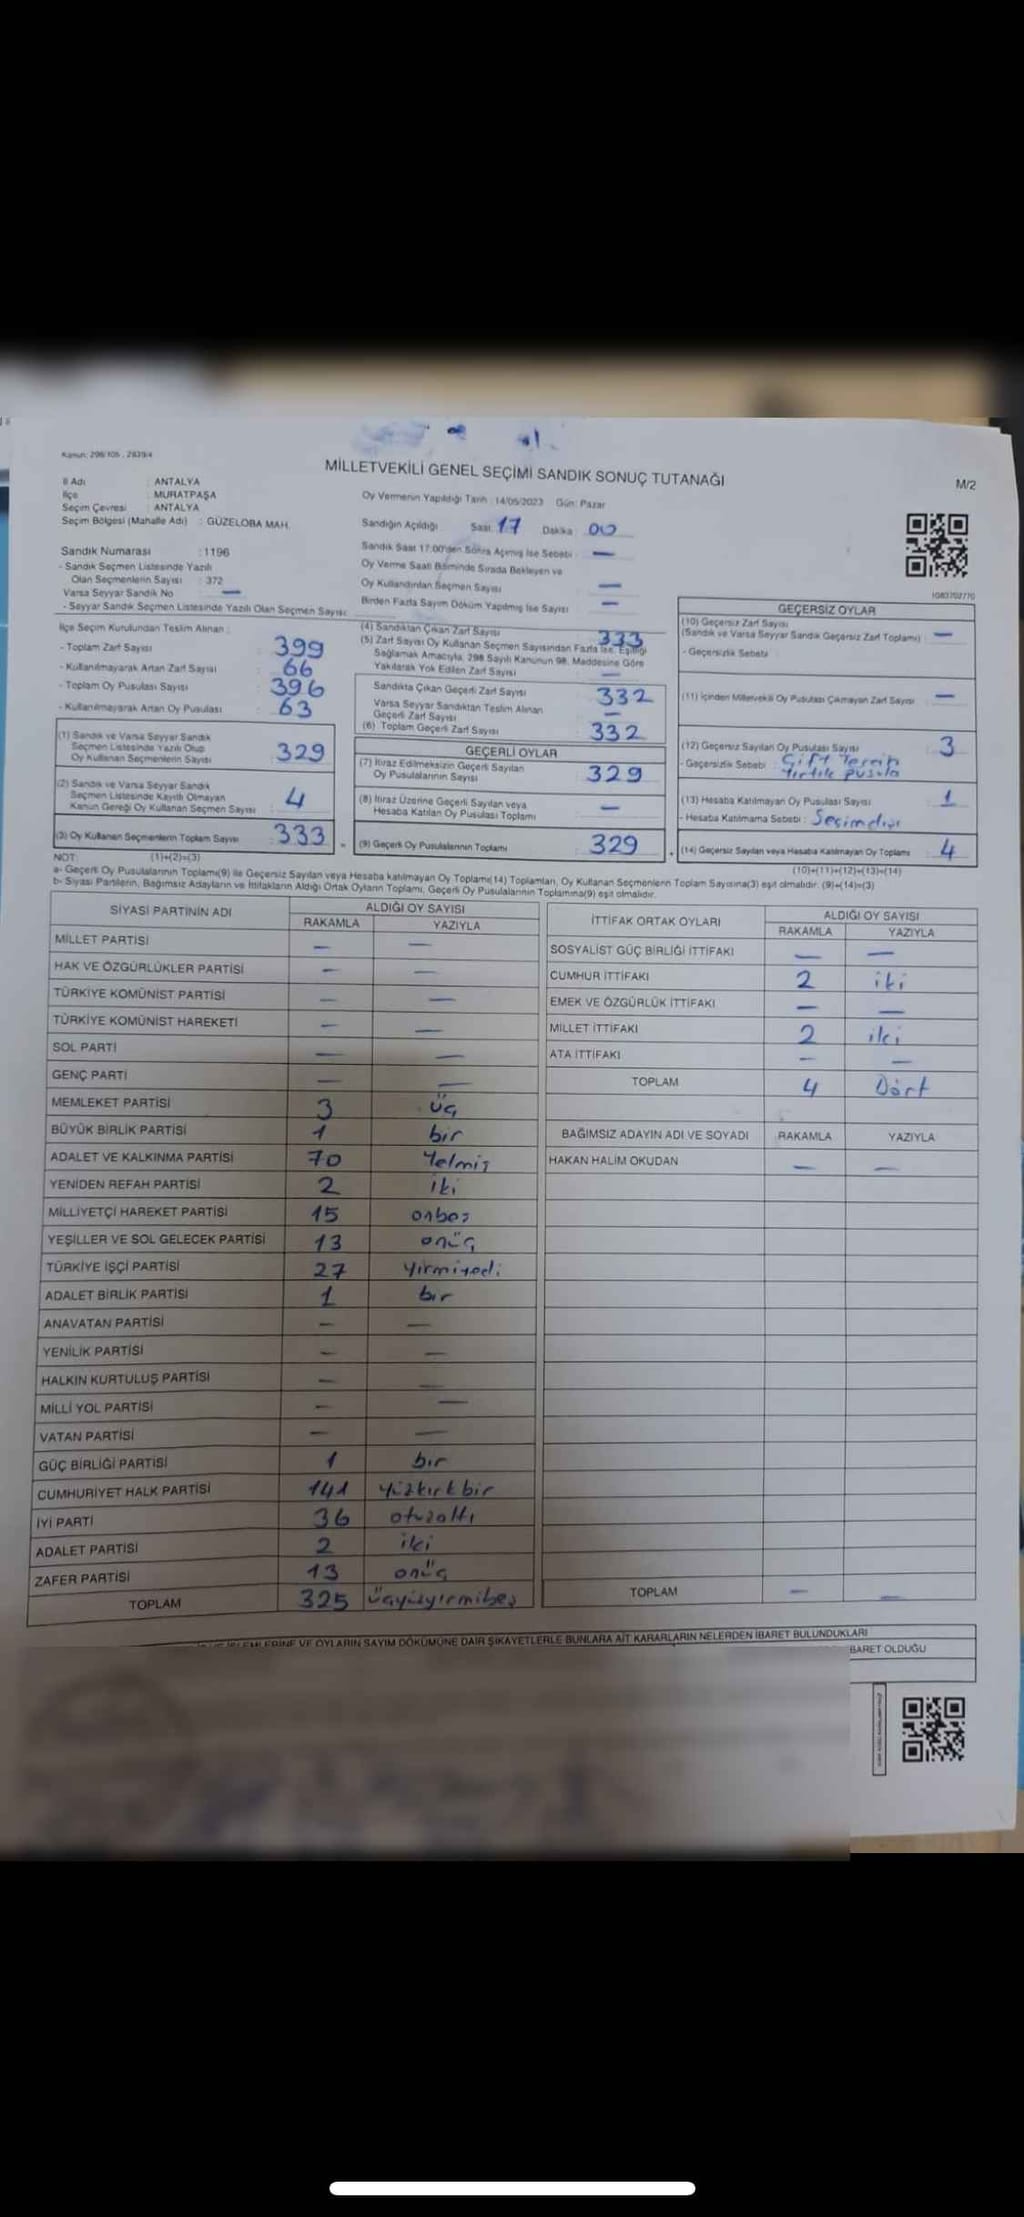 Kanun: 298/105 , 2839/4
MİLLETVEKİLİ GENEL SEÇİMİ SANDIK SONUÇ TUTANAĞI
M/2
İl Adı : ANTALYA
İlçe : MURATPAŞA
Seçim Çevresi : ANTALYA
Seçim Bölgesi (Mahalle Adı) : GÜZELOBA MAH.
Oy Vermenin Yapıldığı Tarih : 14/05/2023 Gün: Pazar
Sandığın Açıldığı Saat 17 Dakika : 00
Sandık Saat 17:00'den Sonra Açılmış İse Sebebi : —
Oy Verme Saati Bitiminde Sırada Bekleyen ve
Oy Kullandırılan Seçmen Sayısı —
Birden Fazla Sayım Döküm Yapılmış İse Sayısı —
Sandık Numarası : 1196
- Sandık Seçmen Listesinde Yazılı
Olan Seçmenlerin Sayısı : 372
Varsa Seyyar Sandık No —
- Seyyar Sandık Seçmen Listesinde Yazılı Olan Seçmen Sayısı:
1080702770
İlçe Seçim Kurulundan Teslim Alınan :
- Toplam Zarf Sayısı : 399
- Kullanılmayarak Artan Zarf Sayısı : 66
- Toplam Oy Pusulası Sayısı : 396
- Kullanılmayarak Artan Oy Pusulası : 63
(1) Sandık ve Varsa Seyyar Sandık
Seçmen Listesinde Yazılı Olup
Oy Kullanan Seçmenlerin Sayısı : 329
(2) Sandık ve Varsa Seyyar Sandık
Seçmen Listesinde Kayıtlı Olmayan
Kanun Gereği Oy Kullanan Seçmen Sayısı : 4
(3) Oy Kullanan Seçmenlerin Toplam Sayısı : 333
(4) Sandıktan Çıkan Zarf Sayısı 333
(5) Zarf Sayısı Oy Kullanan Seçmen Sayısından Fazla İse, Eşitliği
Sağlamak Amacıyla, 298 Sayılı Kanunun 98. Maddesine Göre
Yakılarak Yok Edilen Zarf Sayısı —
Sandıkta Çıkan Geçerli Zarf Sayısı 332
Varsa Seyyar Sandıktan Teslim Alınan
Geçerli Zarf Sayısı —
(6) Toplam Geçerli Zarf Sayısı 332
GEÇERLİ OYLAR
(7) İtiraz Edilmeksizin Geçerli Sayılan
Oy Pusulalarının Sayısı 329
(8) İtiraz Üzerine Geçerli Sayılan veya
Hesaba Katılan Oy Pusulası Toplamı —
(9) Geçerli Oy Pusulalarının Toplamı 329
GEÇERSİZ OYLAR
(10) Geçersiz Zarf Sayısı
(Sandık ve Varsa Seyyar Sandık Geçersiz Zarf Toplamı) : —
- Geçersizlik Sebebi :
(11) İçinden Milletvekili Oy Pusulası Çıkmayan Zarf Sayısı —
(12) Geçersiz Sayılan Oy Pusulası Sayısı 3
- Geçersizlik Sebebi : Çift Tercih
Yırtık pusula
(13) Hesaba Katılmayan Oy Pusulası Sayısı 1
- Hesaba Katılmama Sebebi :
(14) Geçersiz Sayılan veya Hesaba Katılmayan Oy Toplamı 4
NOT: (1)+(2)=(3) (10)+(11)+(12)+(13)=(14)
a- Geçerli Oy Pusulalarının Toplamı(9) ile Geçersiz Sayılan veya Hesaba katılmayan Oy Toplamı(14) Toplamları, Oy Kullanan Seçmenlerin Toplam Sayısına(3) eşit olmalıdır. (9)+(14)=(3)
b- Siyasi Partilerin, Bağımsız Adayların ve İttifakların Aldığı Ortak Oyların Toplamı, Geçerli Oy Pusulalarının Toplamına(9) eşit olmalıdır.
SİYASİ PARTİNİN ADI ALDIĞI OY SAYISI
RAKAMLA YAZIYLA
MİLLET PARTİSİ — —
HAK VE ÖZGÜRLÜKLER PARTİSİ — —
TÜRKİYE KOMÜNİST PARTİSİ — —
TÜRKİYE KOMÜNİST HAREKETİ — —
SOL PARTİ — —
GENÇ PARTİ — —
MEMLEKET PARTİSİ 3 üç
BÜYÜK BİRLİK PARTİSİ 1 bir
ADALET VE KALKINMA PARTİSİ 70 Yetmiş
YENİDEN REFAH PARTİSİ 2 iki
MİLLİYETÇİ HAREKET PARTİSİ 15 onbeş
YEŞİLLER VE SOL GELECEK PARTİSİ 13 onüç
TÜRKİYE İŞÇİ PARTİSİ 27 yirmiyedi
ADALET BİRLİK PARTİSİ 1 bir
ANAVATAN PARTİSİ — —
YENİLİK PARTİSİ — —
HALKIN KURTULUŞ PARTİSİ — —
MİLLİ YOL PARTİSİ — —
VATAN PARTİSİ — —
GÜÇ BİRLİĞİ PARTİSİ 1 bir
CUMHURİYET HALK PARTİSİ 141 yüzkırkbir
İYİ PARTİ 36 otuzaltı
ADALET PARTİSİ 2 iki
ZAFER PARTİSİ 13 onüç
TOPLAM 325 üçyüzyirmibeş
İTTİFAK ORTAK OYLARI ALDIĞI OY SAYISI
RAKAMLA YAZIYLA
SOSYALİST GÜÇ BİRLİĞİ İTTİFAKI — —
CUMHUR İTTİFAKI 2 iki
EMEK VE ÖZGÜRLÜK İTTİFAKI — —
MİLLET İTTİFAKI 2 iki
ATA İTTİFAKI — —
TOPLAM 4 Dört
BAĞIMSIZ ADAYIN ADI VE SOYADI RAKAMLA YAZIYLA
HAKAN HALİM OKUDAN — —
TOPLAM — —
VE OYLARIN SAYIM DÖKÜMÜNE DAİR ŞİKAYETLERLE BUNLARA AİT KARARLARIN NELERDEN İBARET BULUNDUKLARI
İBARET OLDUĞU